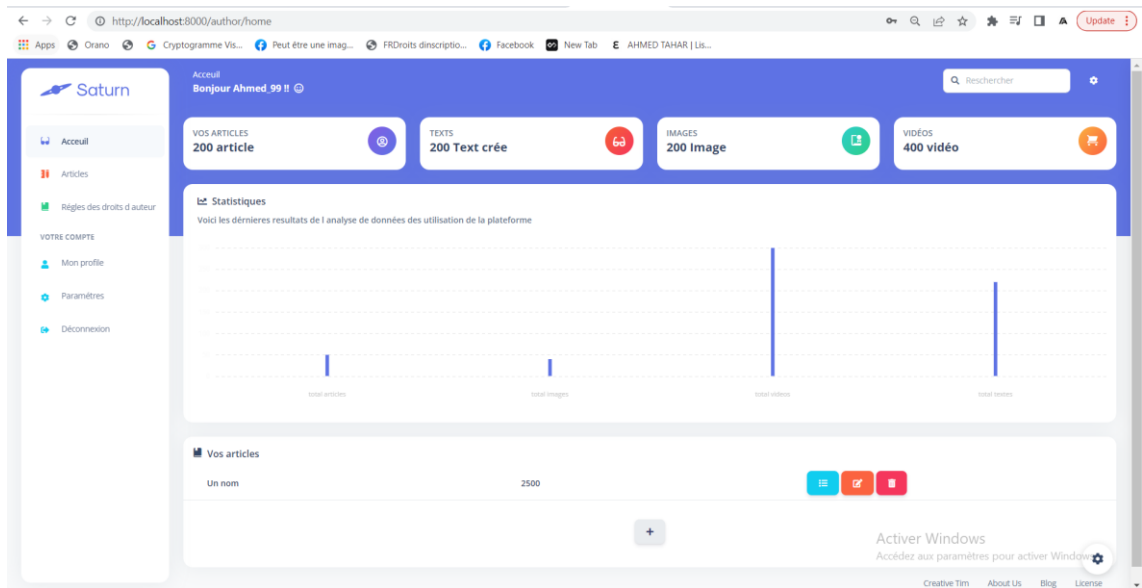 http://localhost:8000/author/home
Update
Apps
Orano
Cryptogramme Vis...
Peut être une imag...
FRDroits dinscriptio...
Facebook
New Tab
AHMED TAHAR | Lis...
Saturn
Acceuil
Bonjour Ahmed_99 !!
Reschercher
Acceuil
Articles
Régles des droits d auteur
VOTRE COMPTE
Mon profile
Paramétres
Déconnexion
VOS ARTICLES
200 article
TEXTS
200 Text crée
IMAGES
200 Image
VIDÉOS
400 vidéo
Statistiques
Voici les dérnieres resultats de l analyse de données des utilisation de la plateforme
total articles
total images
total vidéos
total textes
Vos articles
Un nom
2500
+
Activer Windows
Accédez aux paramètres pour activer Windows
Creative Tim
About Us
Blog
License